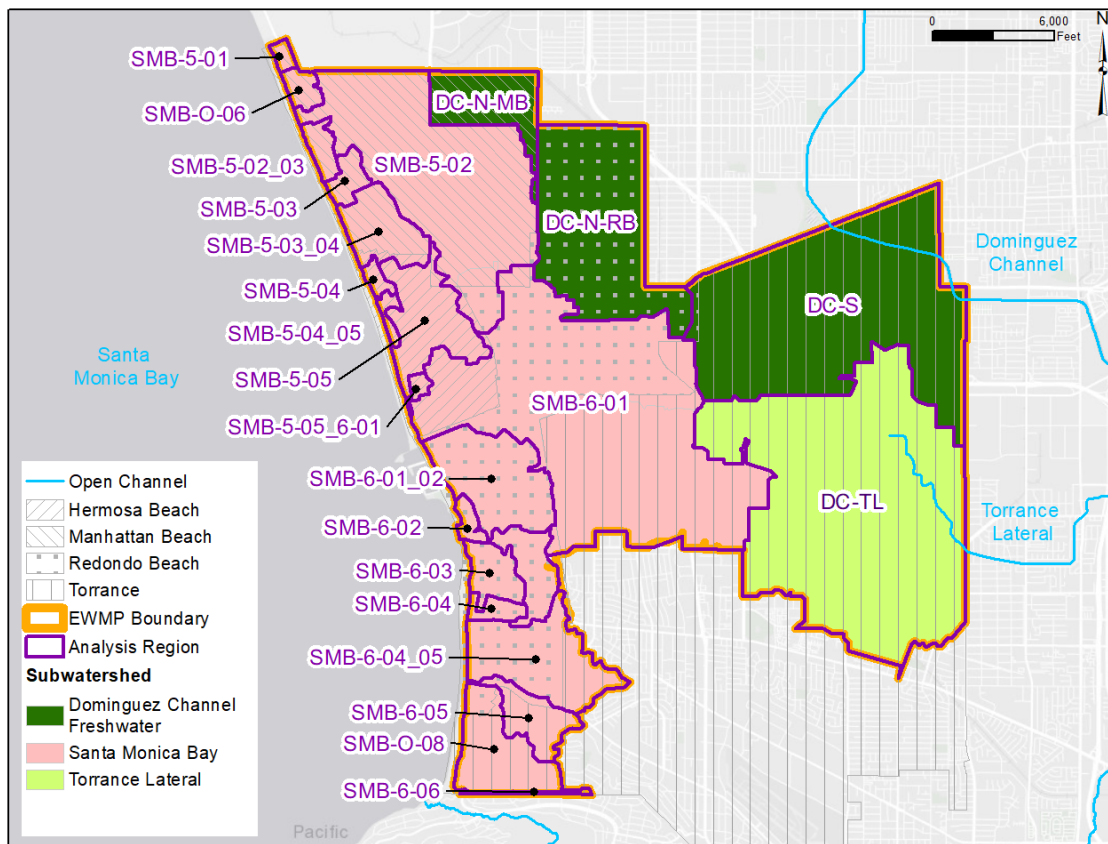 0 6,000
Feet
N
SMB-5-01
SMB-O-06
DC-N-MB
SMB-5-02_03
SMB-5-02
SMB-5-03
DC-N-RB
SMB-5-03_04
Dominguez
Channel
SMB-5-04
DC-S
SMB-5-04_05
Santa
Monica Bay
SMB-5-05
SMB-6-01
SMB-5-05_6-01
SMB-6-01_02
DC-TL
SMB-6-02
Torrance
Lateral
SMB-6-03
SMB-6-04
SMB-6-04_05
SMB-6-05
SMB-O-08
SMB-6-06
Pacific
Open Channel
Hermosa Beach
Manhattan Beach
Redondo Beach
Torrance
EWMP Boundary
Analysis Region
Subwatershed
Dominguez Channel
Freshwater
Santa Monica Bay
Torrance Lateral